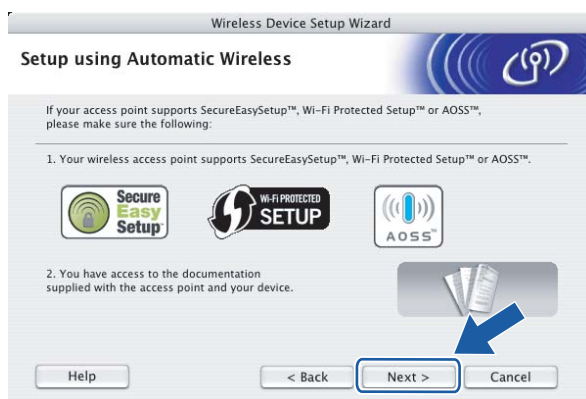 Wireless Device Setup Wizard
Setup using Automatic Wireless
If your access point supports SecureEasySetup™, Wi-Fi Protected Setup™ or AOSS™,
please make sure the following:
1. Your wireless access point supports SecureEasySetup™, Wi-Fi Protected Setup™ or AOSS™.
Secure
Easy
Setup™
Wi-Fi PROTECTED
SETUP
AOSS™
2. You have access to the documentation
supplied with the access point and your device.
Help
< Back
Next >
Cancel